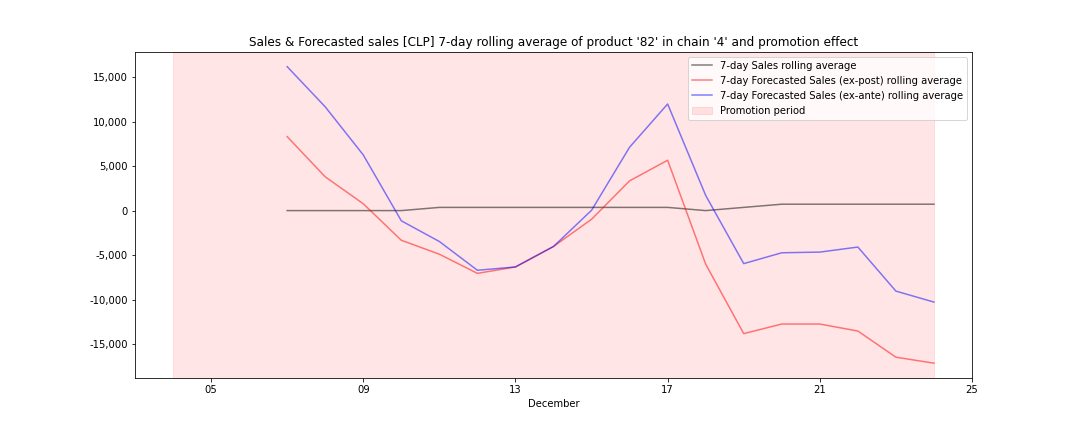 Sales & Forecasted sales [CLP] 7-day rolling average of product '82' in chain '4' and promotion effect
7-day Sales rolling average
7-day Forecasted Sales (ex-post) rolling average
7-day Forecasted Sales (ex-ante) rolling average
Promotion period
15,000
10,000
5,000
0
-5,000
-10,000
-15,000
05 09 13 17 21 25
December